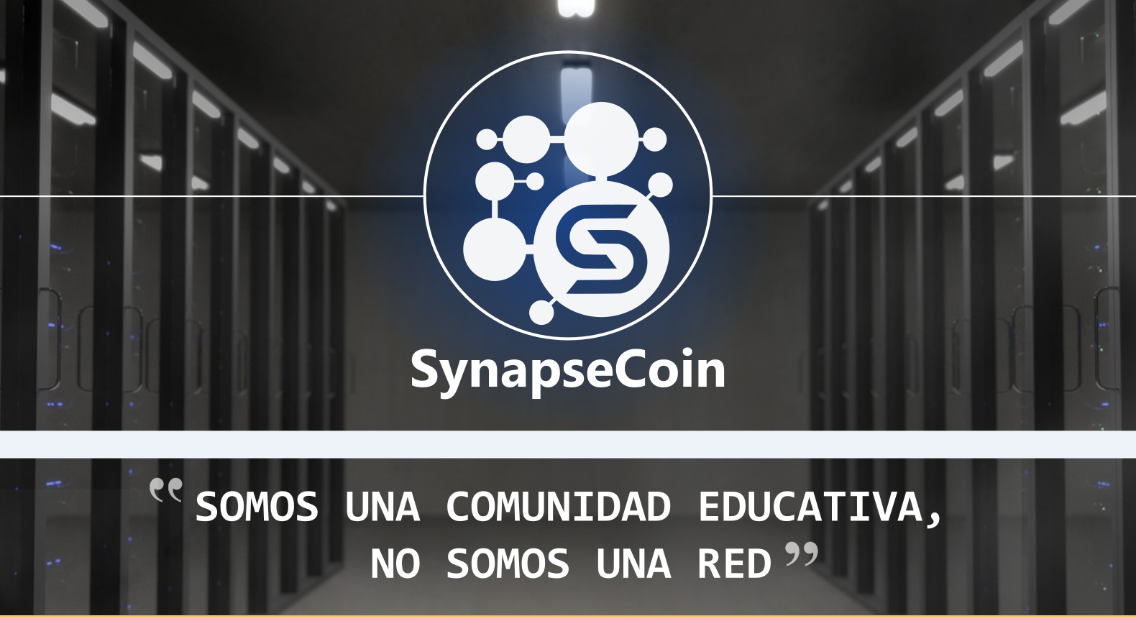 SynapseCoin
“SOMOS UNA COMUNIDAD EDUCATIVA,
NO SOMOS UNA RED”